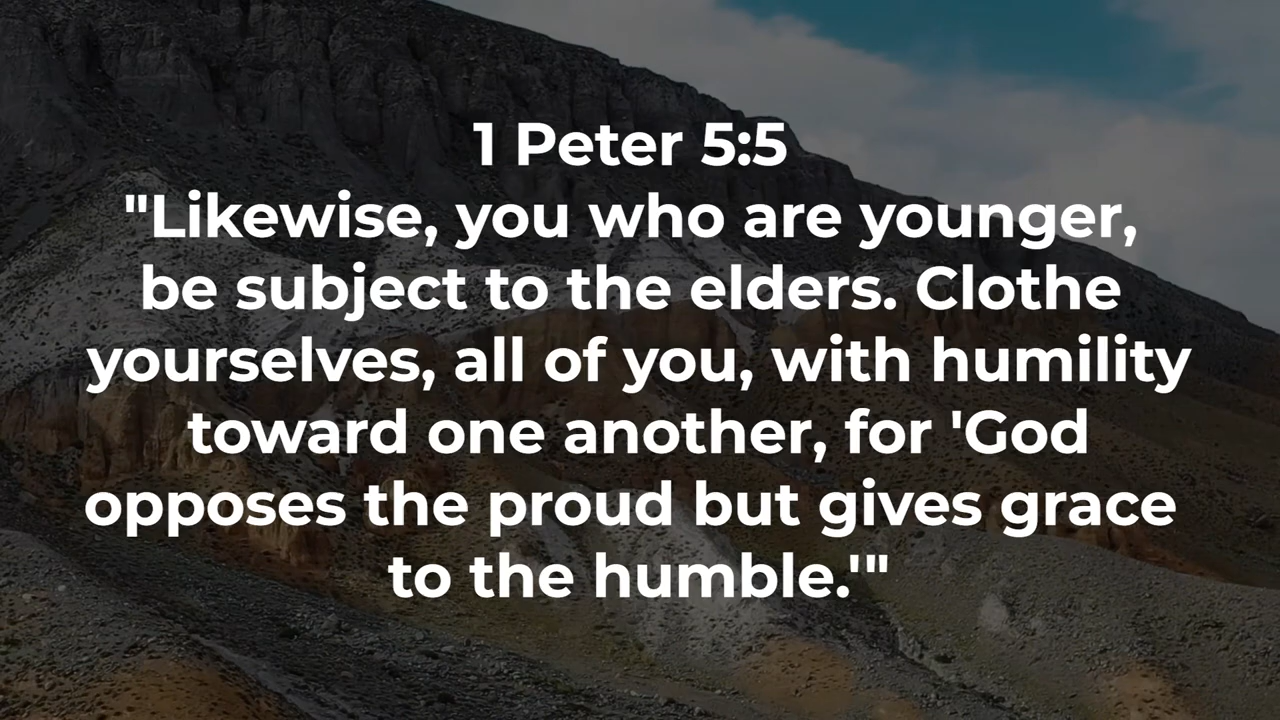 1 Peter 5:5
"Likewise, you who are younger,
be subject to the elders. Clothe
yourselves, all of you, with humility
toward one another, for 'God
opposes the proud but gives grace
to the humble.'"